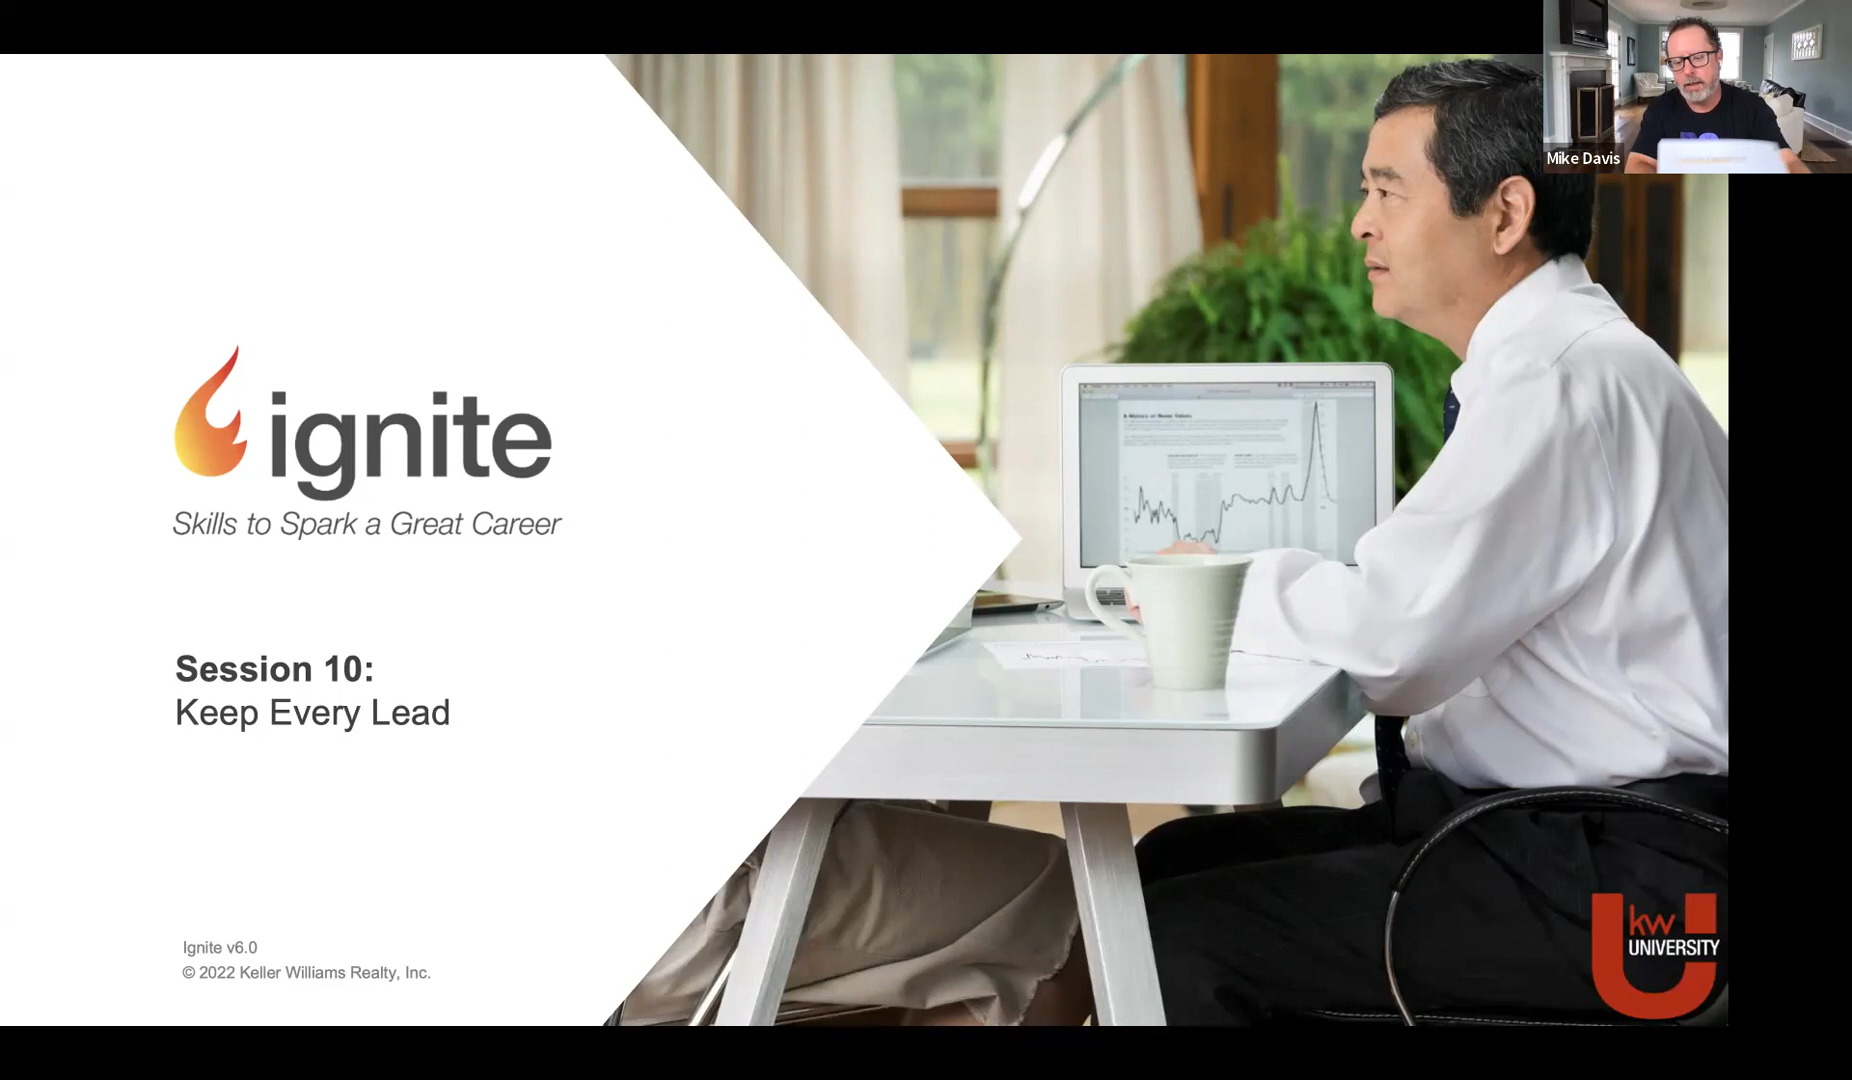 Mike Davis
ignite
Skills to Spark a Great Career
Session 10:
Keep Every Lead
Ignite v6.0
© 2022 Keller Williams Realty, Inc.
kw
UNIVERSITY